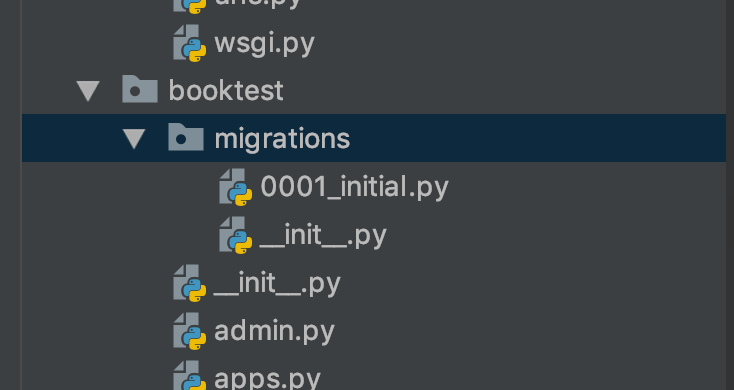 wsgi.py
booktest
migrations
0001_initial.py
__init__.py
__init__.py
admin.py
apps.py